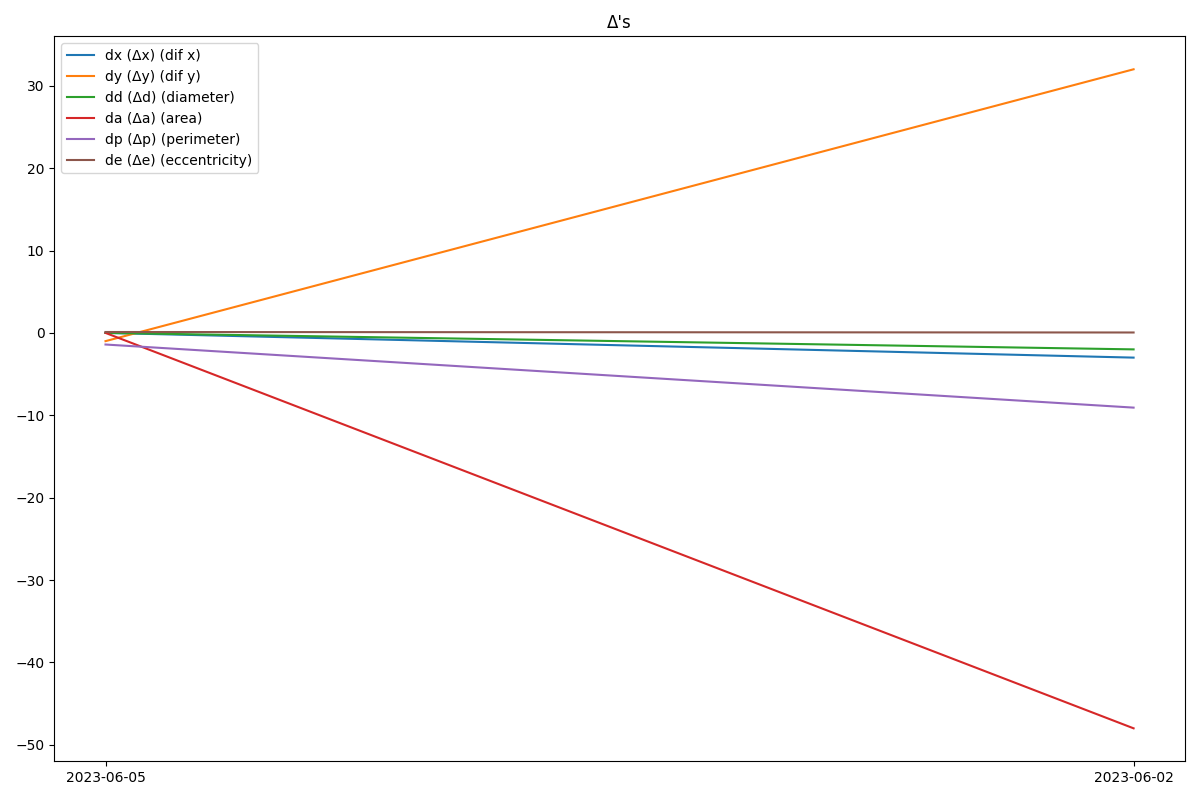 Δ's
dx (Δx) (dif x)
dy (Δy) (dif y)
dd (Δd) (diameter)
da (Δa) (area)
dp (Δp) (perimeter)
de (Δe) (eccentricity)
30
20
10
0
−10
−20
−30
−40
−50
2023-06-05 2023-06-02